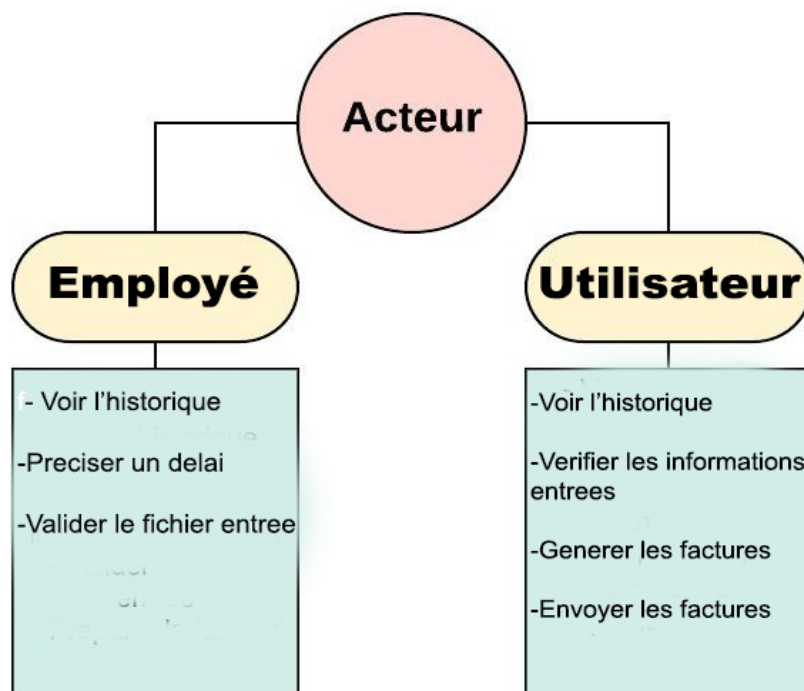 Acteur
Employé
Utilisateur
- Voir l'historique
-Preciser un delai
-Valider le fichier entree
-Voir l'historique
-Verifier les informations
entrees
-Generer les factures
-Envoyer les factures